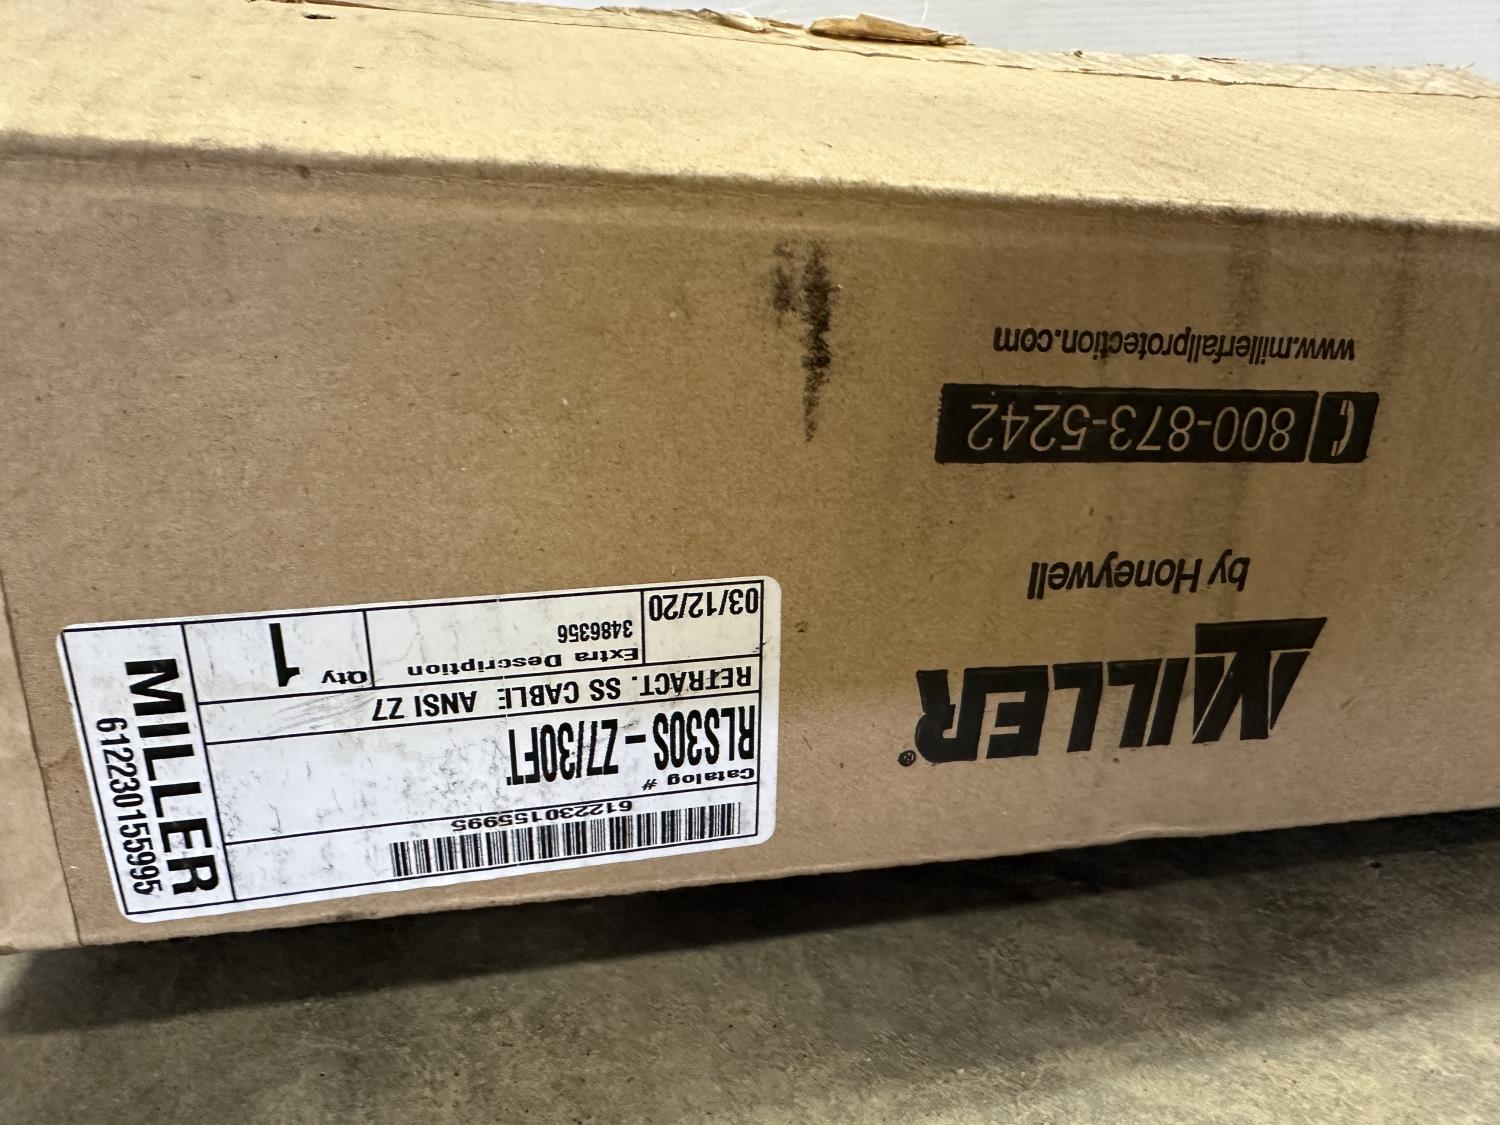 MILLER®
by Honeywell
800-873-5242
www.millerfallprotection.com
612230155995
Catalog #
RLS30S-Z7/30FT
RETRACT. SS CABLE ANSI Z7
03/12/20
Extra Description
3486356
Qty
1
MILLER
612230155995